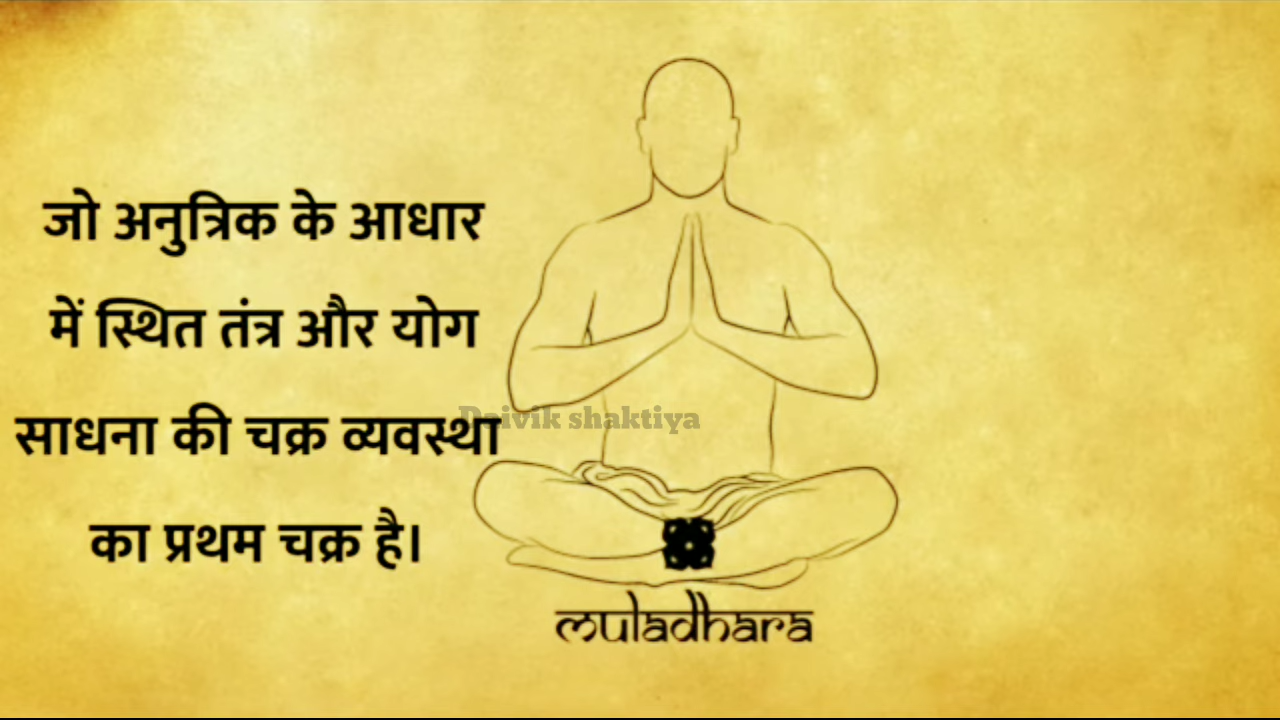 जो अनुत्रिक के आधार
में स्थित तंत्र और योग
साधना की चक्र व्यवस्था
का प्रथम चक्र है।
Daivik shaktiya
muladhara